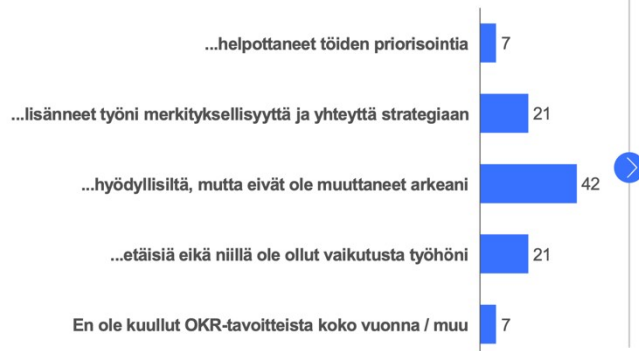 ...helpottaneet töiden priorisointia 7
...lisänneet työni merkityksellisyyttä ja yhteyttä strategiaan 21
...hyödyllisiltä, mutta eivät ole muuttaneet arkeani 42
...etäisiä eikä niillä ole ollut vaikutusta työhöni 21
En ole kuullut OKR-tavoitteista koko vuonna / muu 7